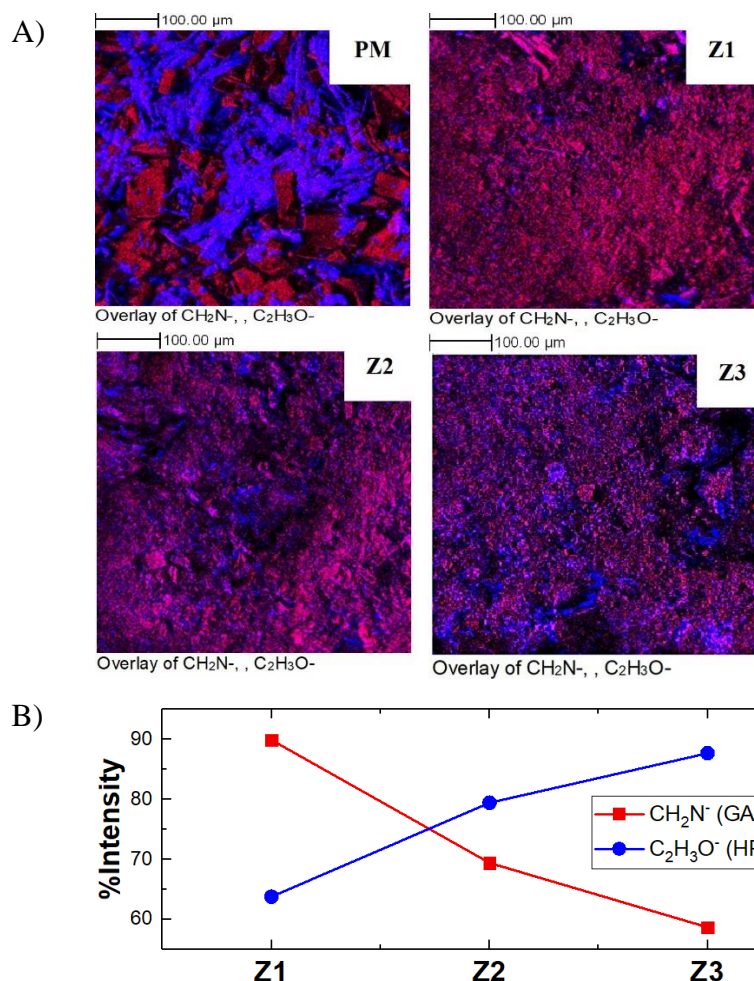 A)
100.00 µm
PM
Overlay of CH₂N-, , C₂H₃O-
100.00 µm
Z1
Overlay of CH₂N-, , C₂H₃O-
100.00 µm
Z2
Overlay of CH₂N-, , C₂H₃O-
100.00 µm
Z3
Overlay of CH₂N-, , C₂H₃O-
B)
%Intensity
90
80
70
60
CH₂N⁻ (GA
C₂H₃O⁻ (HP
Z1 Z2 Z3